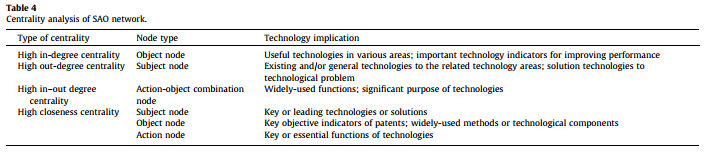 Table 4
Centrality analysis of SAO network.
Type of centrality Node type Technology implication
High in-degree centrality Object node Useful technologies in various areas; important technology indicators for improving performance
High out-degree centrality Subject node Existing and/or general technologies to the related technology areas; solution technologies to
technological problem
High in–out degree Action-object combination Widely-used functions; significant purpose of technologies
centrality node
High closeness centrality Subject node Key or leading technologies or solutions
Object node Key objective indicators of patents; widely-used methods or technological components
Action node Key or essential functions of technologies